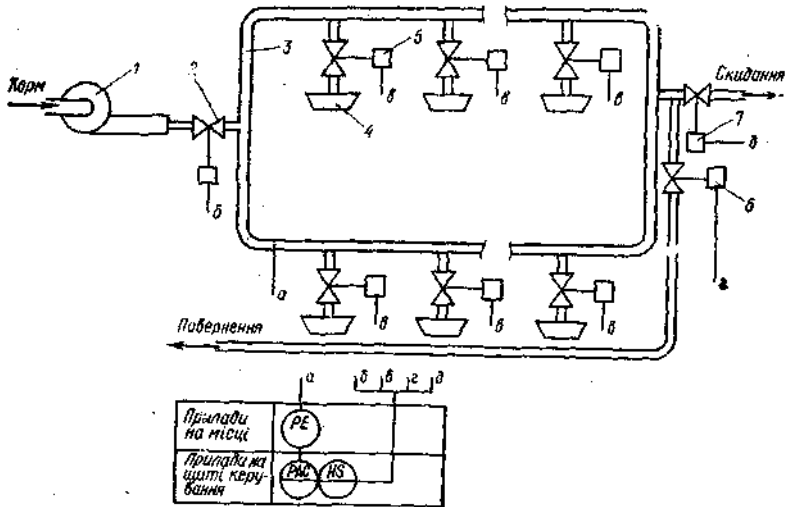 1
2
3
5
Корм
в
в
в
4
Скидання
7
д
6
б
г
а
в
в
в
Повернення
а
б в г д
Прилади на місці
PE
Прилади на щиті керування
PAC
HS